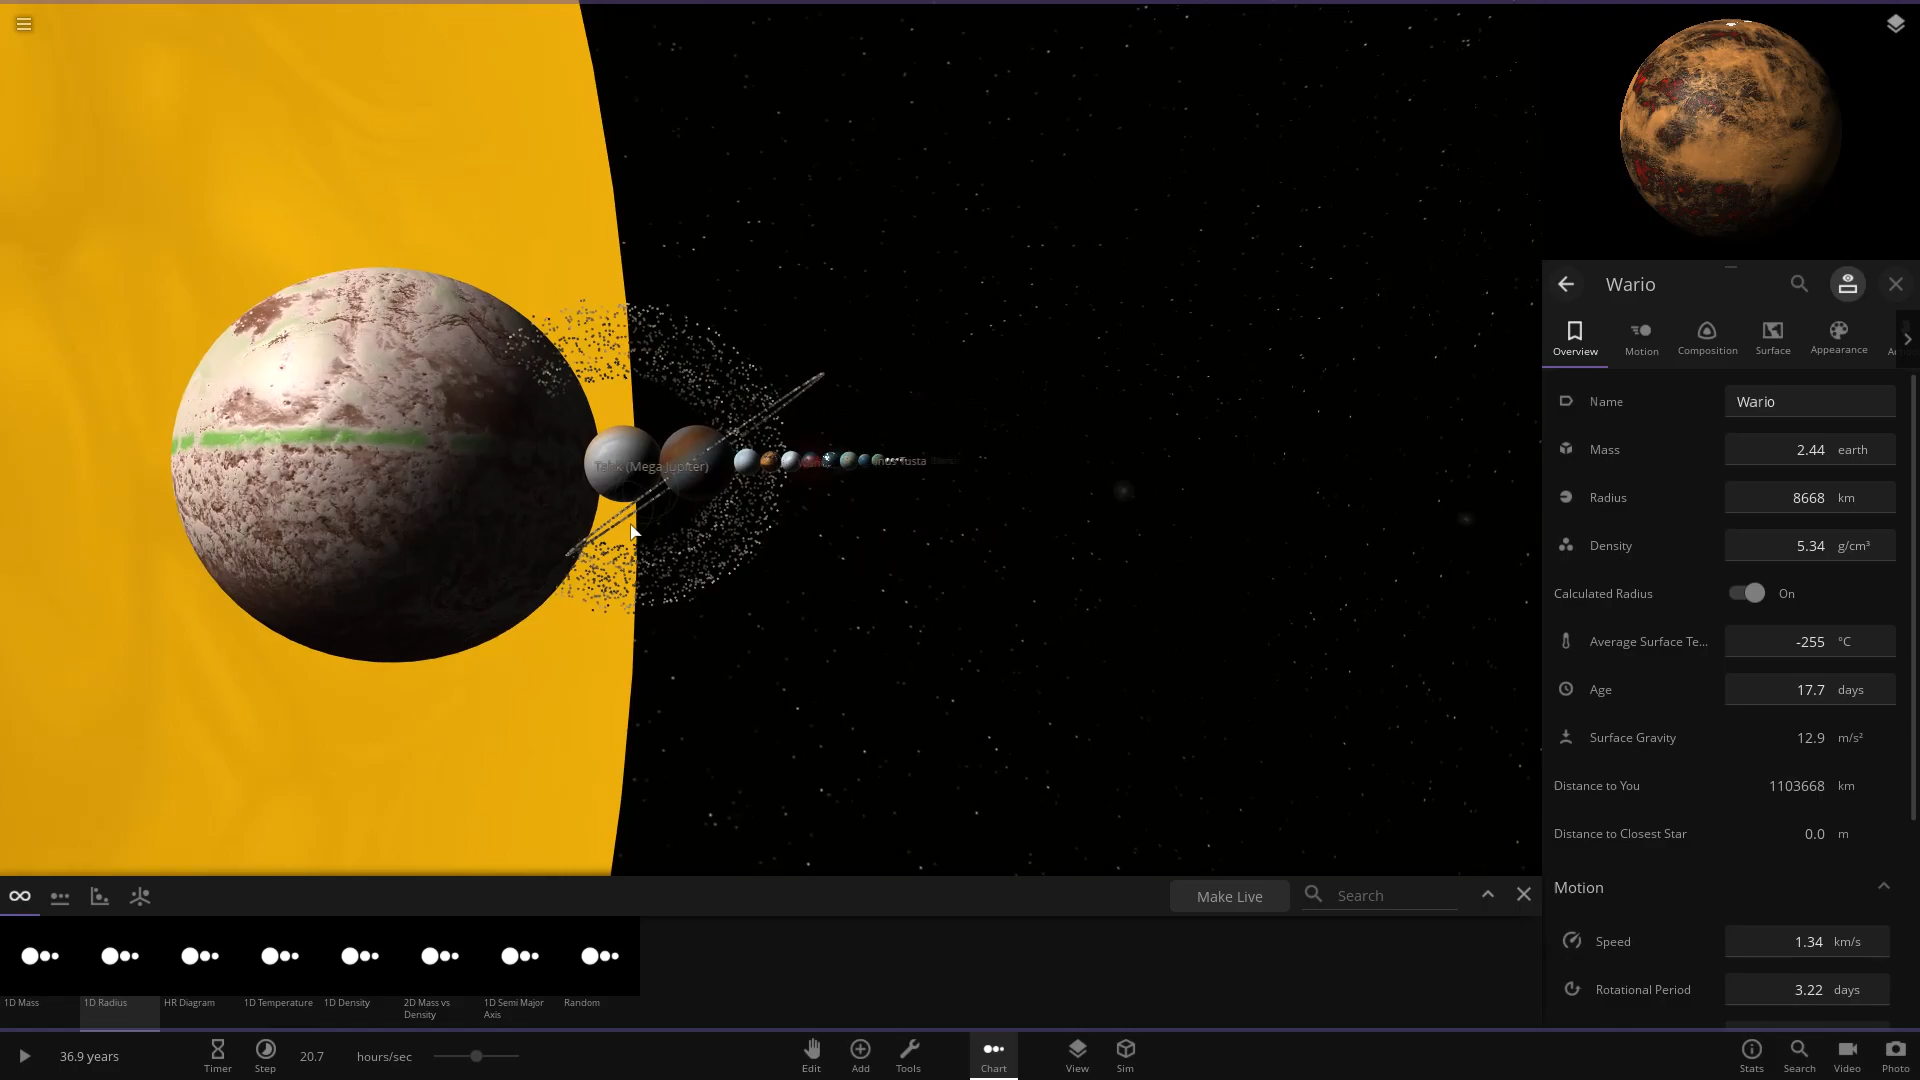 Wario
Overview
Motion
Composition
Surface
Appearance
Name
Wario
Mass
2.44 earth
Radius
8668 km
Density
5.34 g/cm³
Calculated Radius
On
Average Surface Te...
-255 °C
Age
17.7 days
Surface Gravity
12.9 m/s²
Distance to You
1103668 km
Distance to Closest Star
0.0 m
Motion
Speed
1.34 km/s
Rotational Period
3.22 days
(Mega Jupiter)
Make Live
Search
1D Mass
1D Radius
HR Diagram
1D Temperature
1D Density
2D Mass vs
Density
1D Semi Major
Axis
Random
36.9 years
Timer
Step
20.7 hours/sec
Edit
Add
Tools
Chart
View
Sim
Stats
Search
Video
Photo